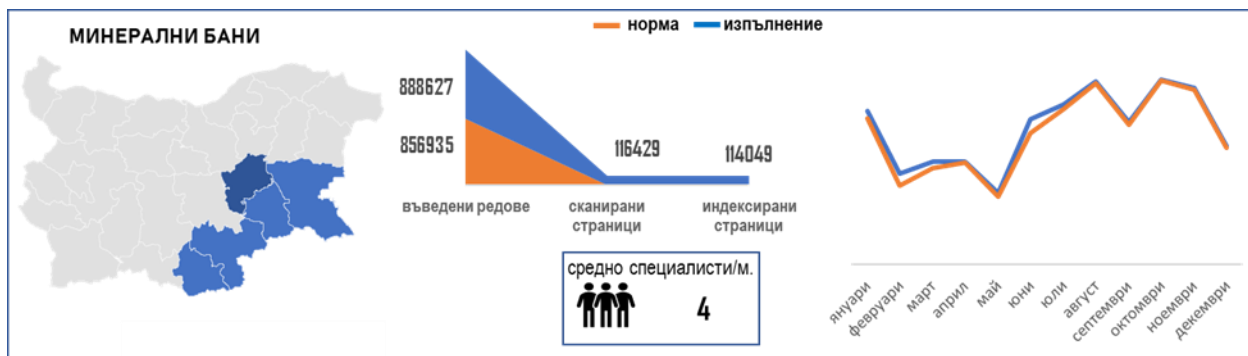 МИНЕРАЛНИ БАНИ
норма изпълнение
888627
856935
116429
114049
въведени редове
сканирани
страници
индексирани
страници
средно специалисти/м.
4
януари
февруари
март
април
май
юни
юли
август
септември
октомври
ноември
декември